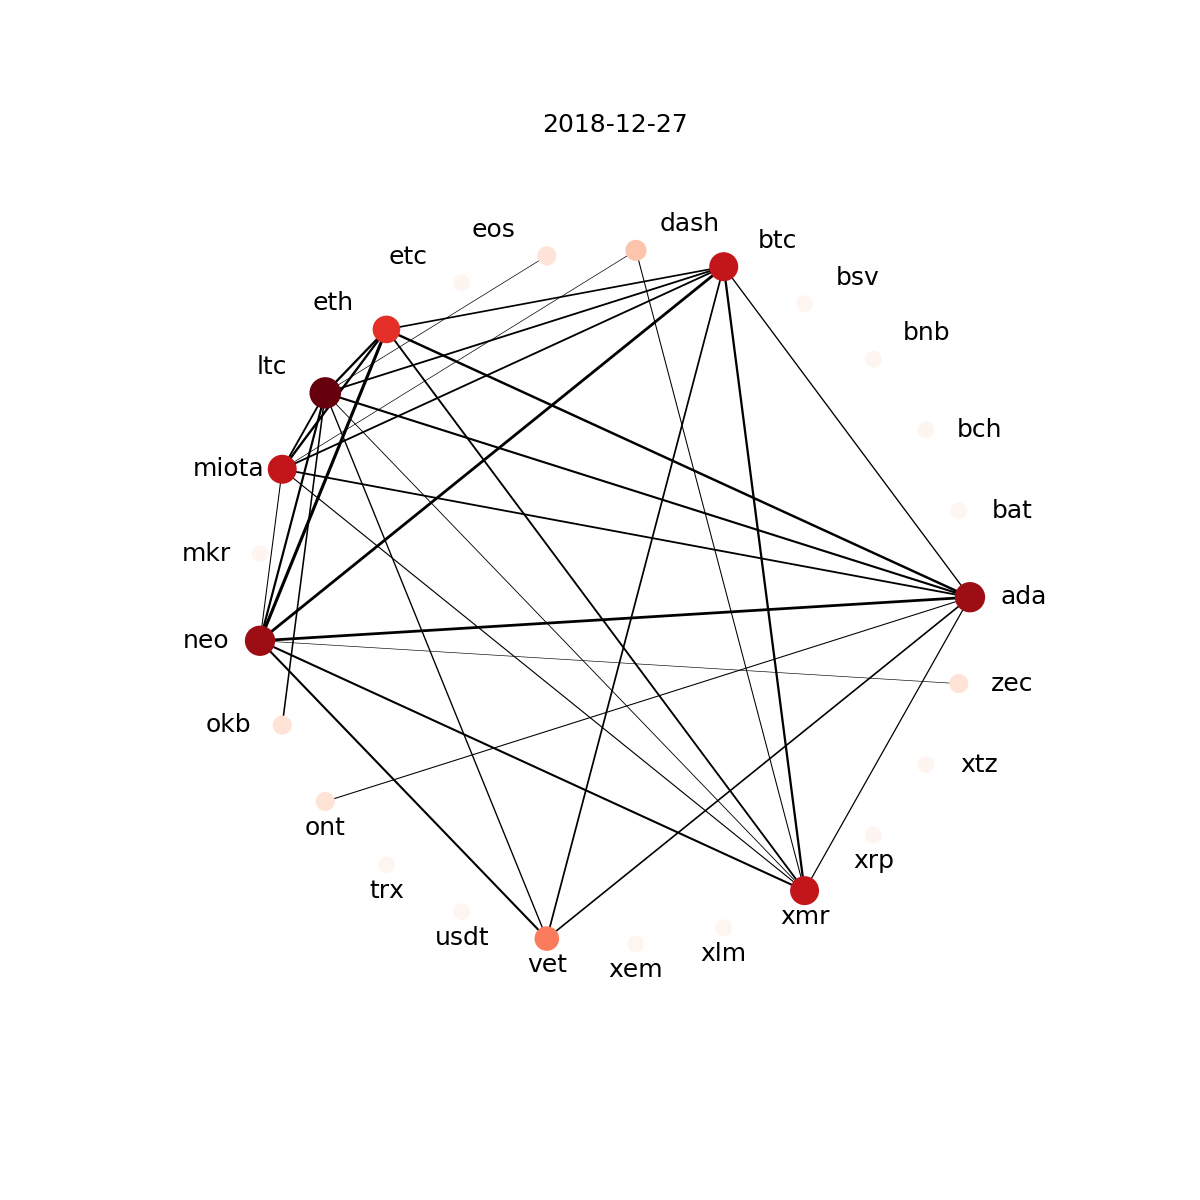 2018-12-27
dash
eos
btc
etc
bsv
eth
bnb
ltc
bch
miota
bat
mkr
ada
neo
zec
okb
xtz
ont
xrp
trx
xmr
usdt
xlm
vet
xem